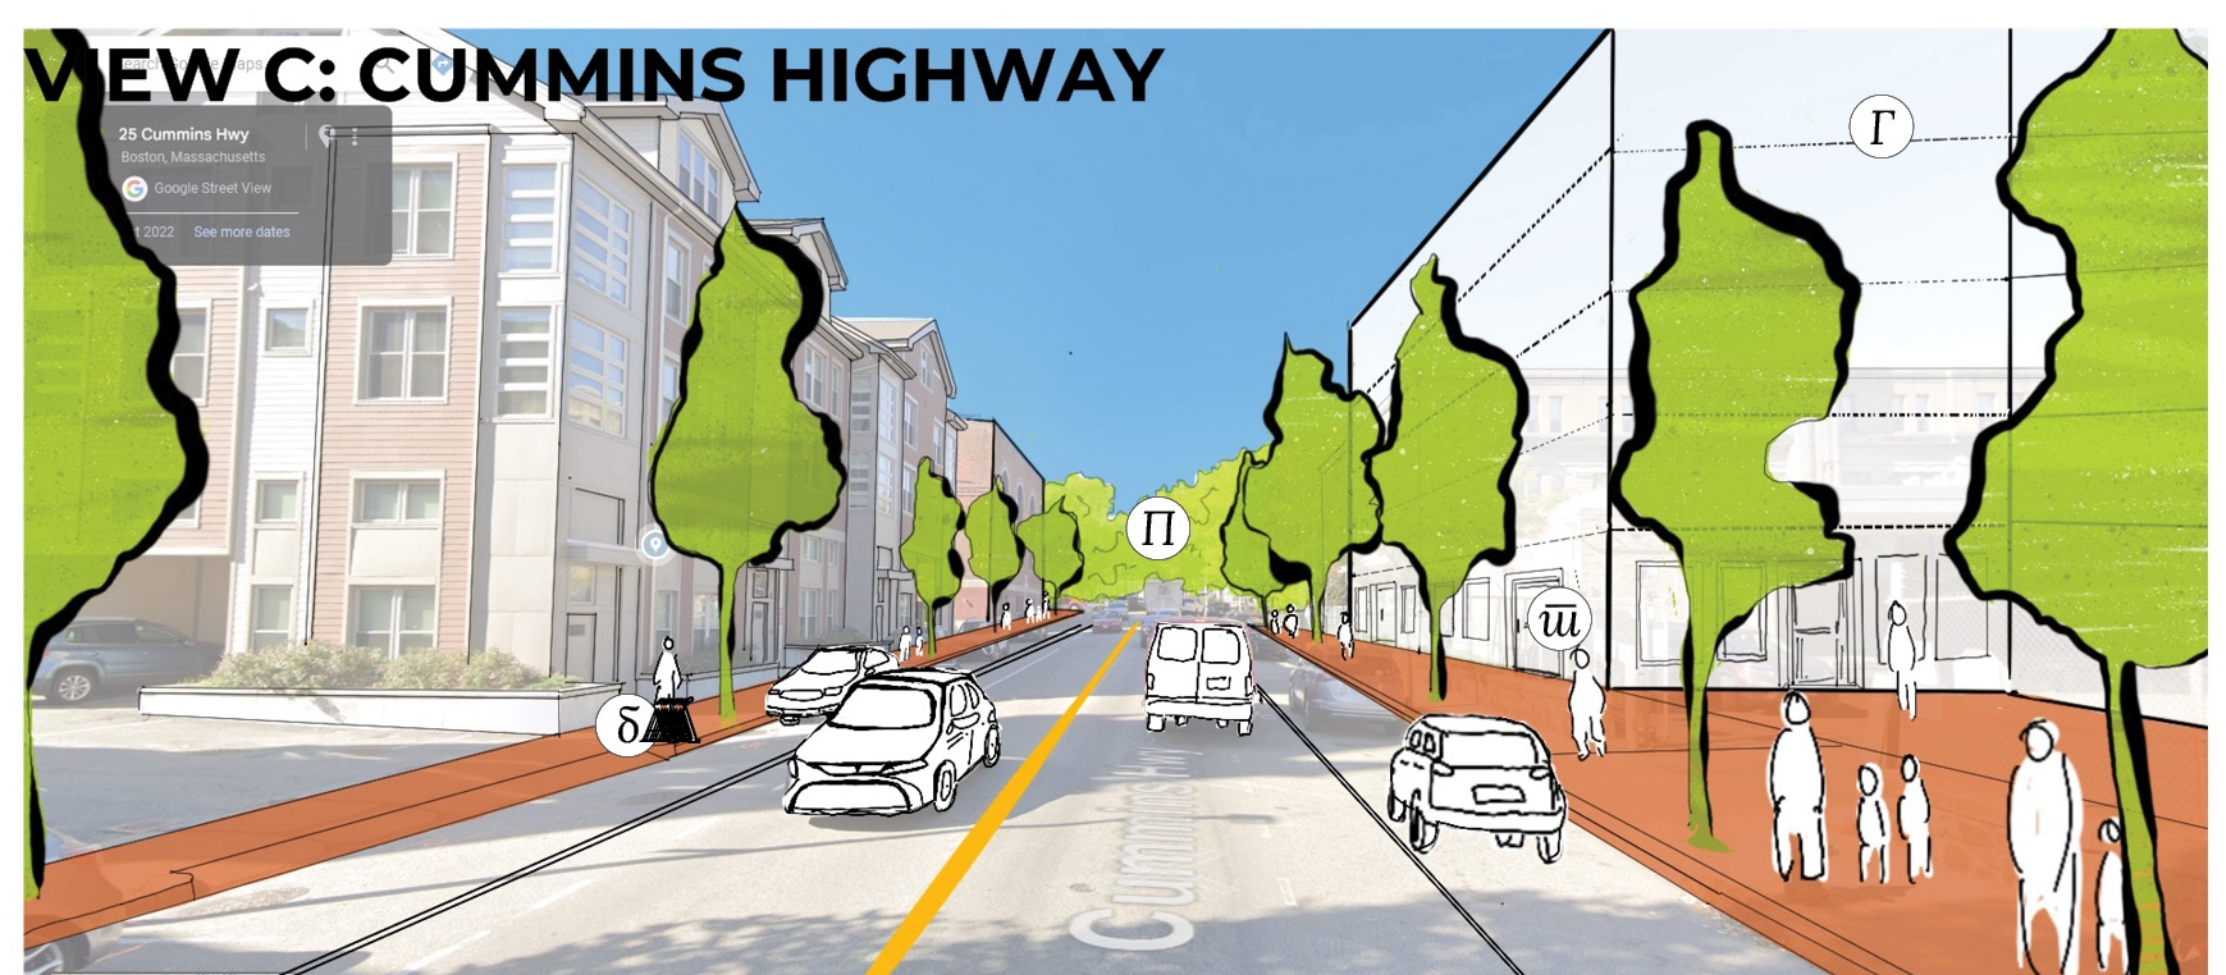 VIEW C: CUMMINS HIGHWAY
25 Cummins Hwy
Boston, Massachusetts
Google Street View
2022 See more dates
Г
П
ш̅
δ
Cummins Hwy